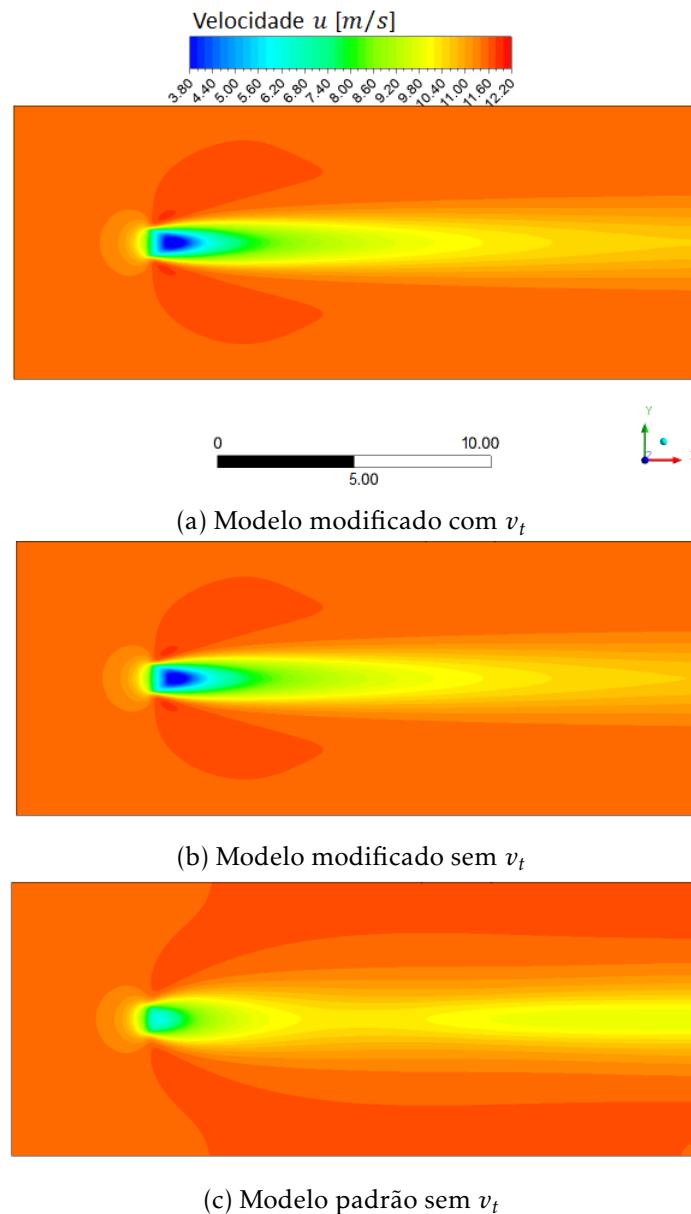 Velocidade u [m/s]
3.80 4.40 5.00 5.60 6.20 6.80 7.40 8.00 8.60 9.20 9.80 10.40 11.00 11.60 12.20
0 10.00
5.00
Y
Z
(a) Modelo modificado com v_t
(b) Modelo modificado sem v_t
(c) Modelo padrão sem v_t